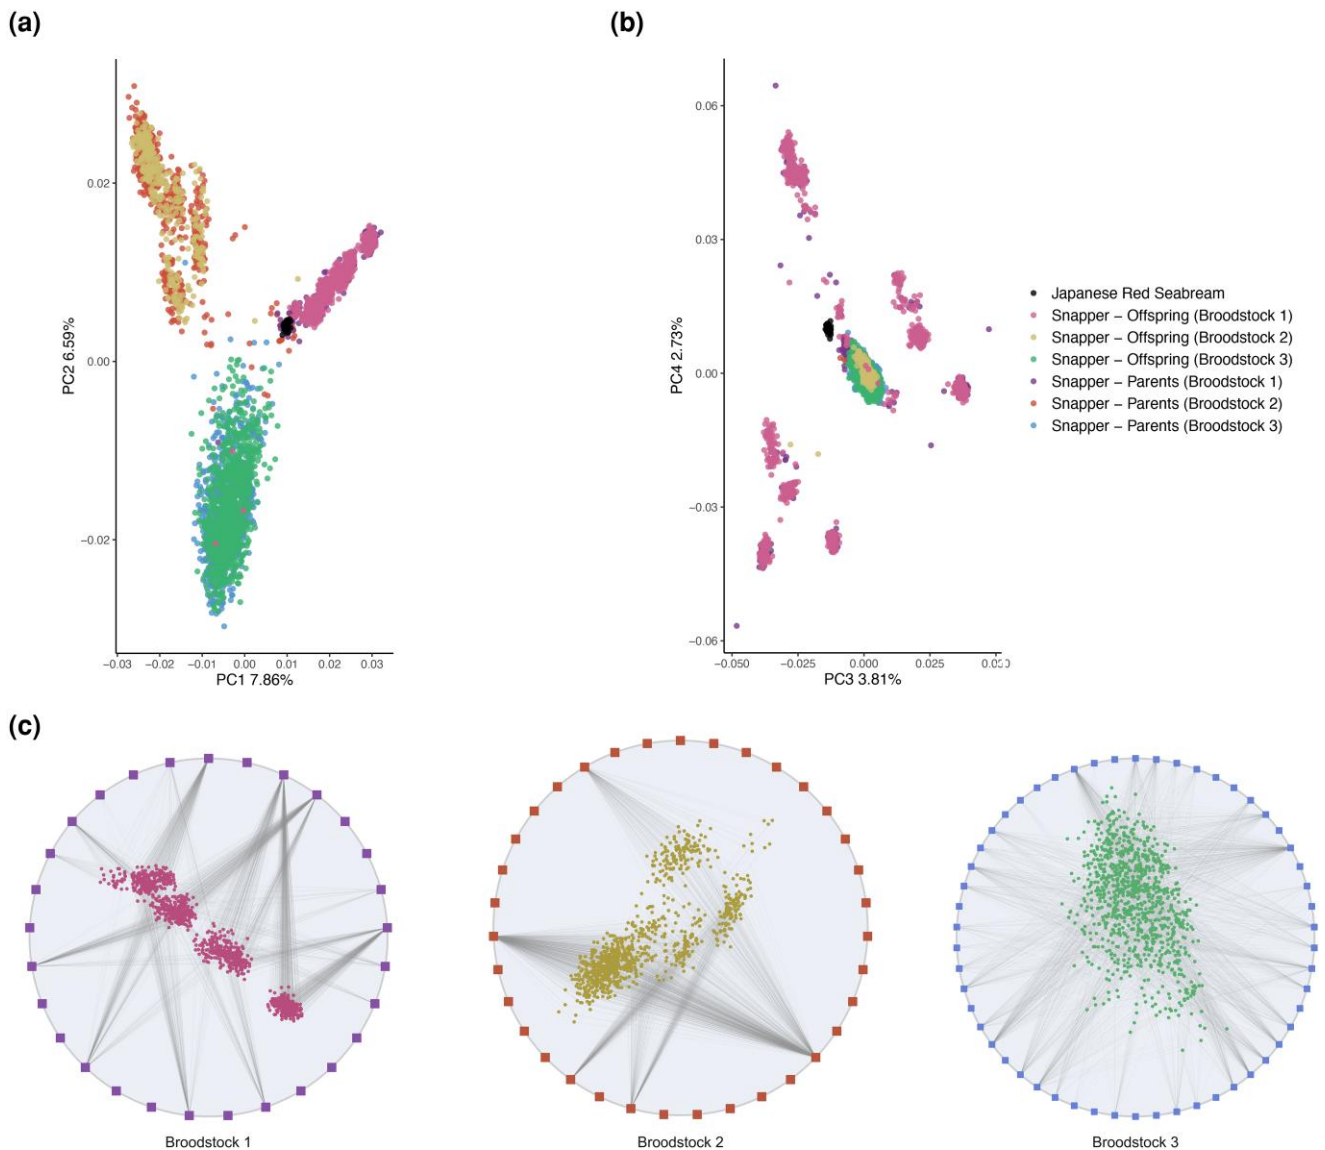 (a)
0.02
0.00
−0.02
PC2 6.59%
−0.03 −0.02 −0.01 0.00 0.01 0.02 0.03
PC1 7.86%
(b)
0.06
0.03
0.00
−0.03
−0.06
PC4 2.73%
−0.050 −0.025 0.000 0.025
PC3 3.81%
Japanese Red Seabream
Snapper – Offspring (Broodstock 1)
Snapper – Offspring (Broodstock 2)
Snapper – Offspring (Broodstock 3)
Snapper – Parents (Broodstock 1)
Snapper – Parents (Broodstock 2)
Snapper – Parents (Broodstock 3)
(c)
Broodstock 1
Broodstock 2
Broodstock 3